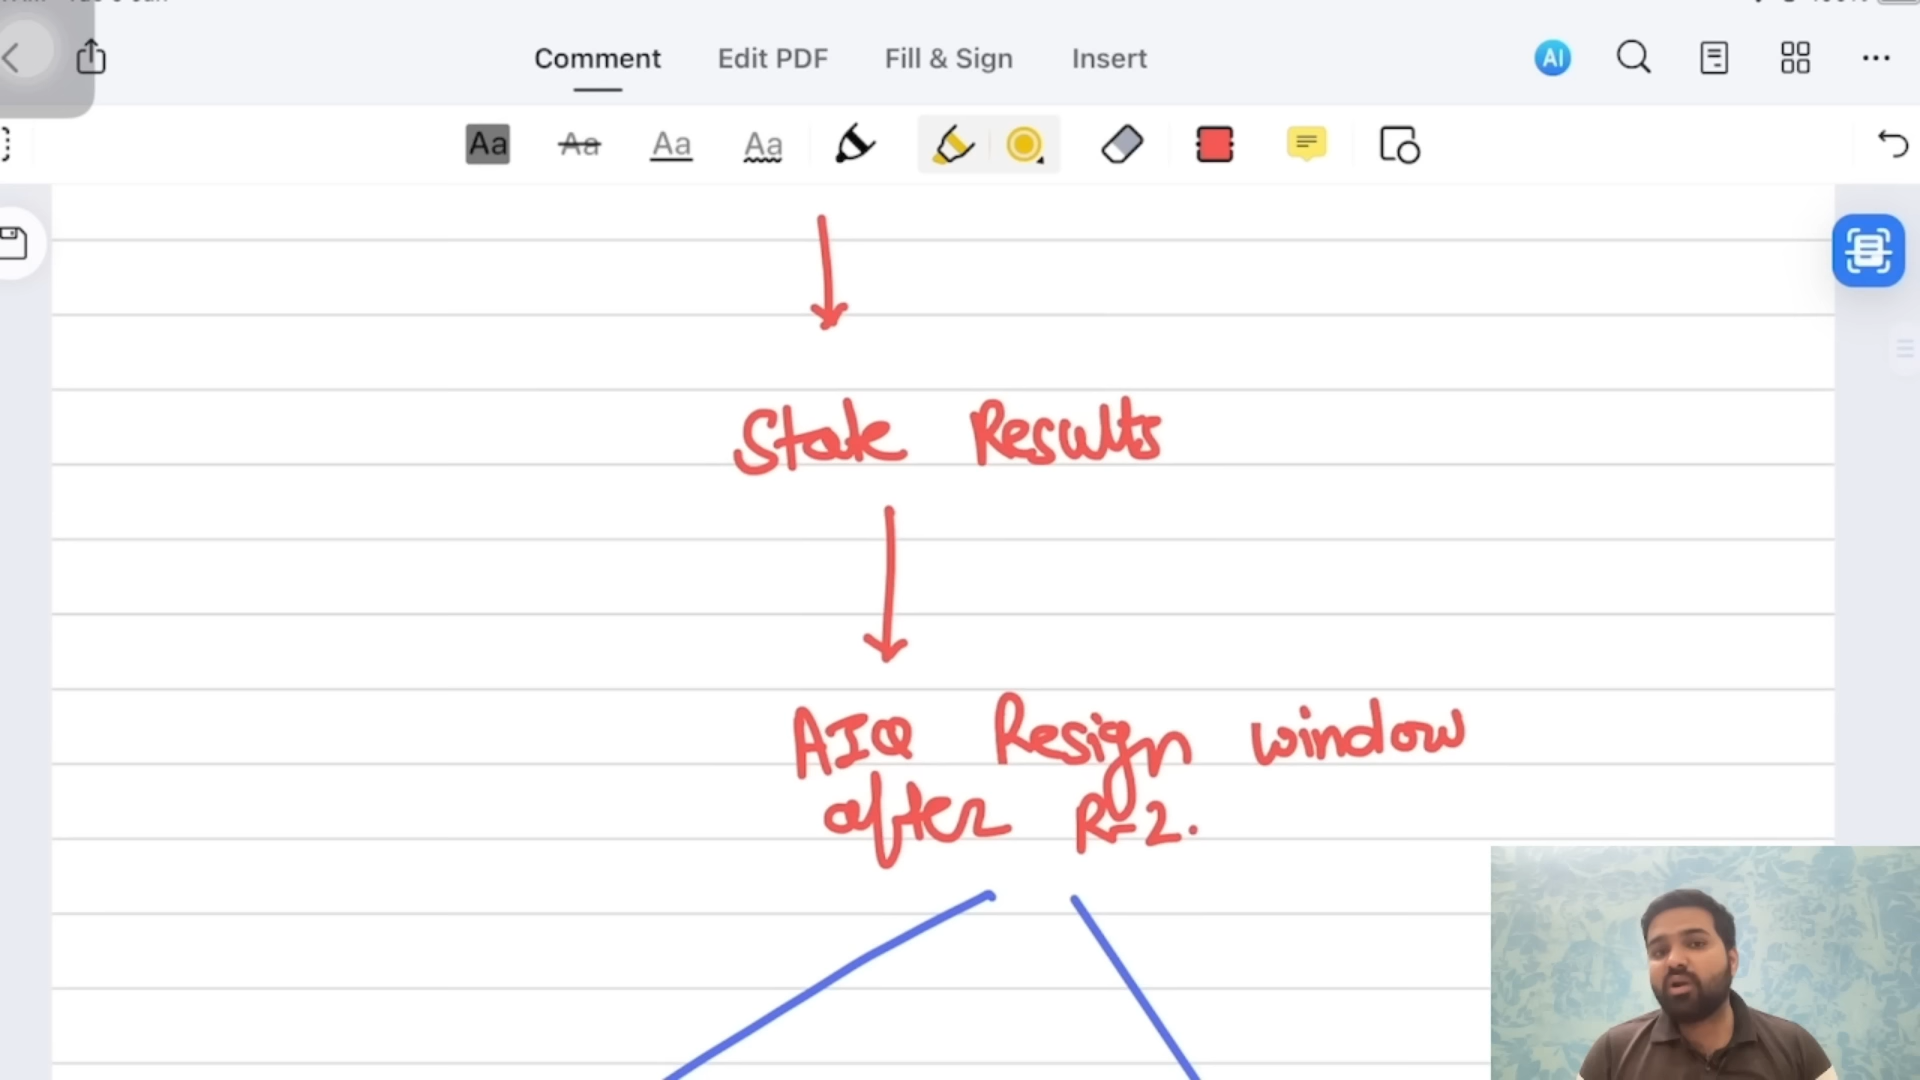 Comment Edit PDF Fill & Sign Insert AI
Aa Aa Aa Aa
State Results
AIQ Resign window
after R-2.